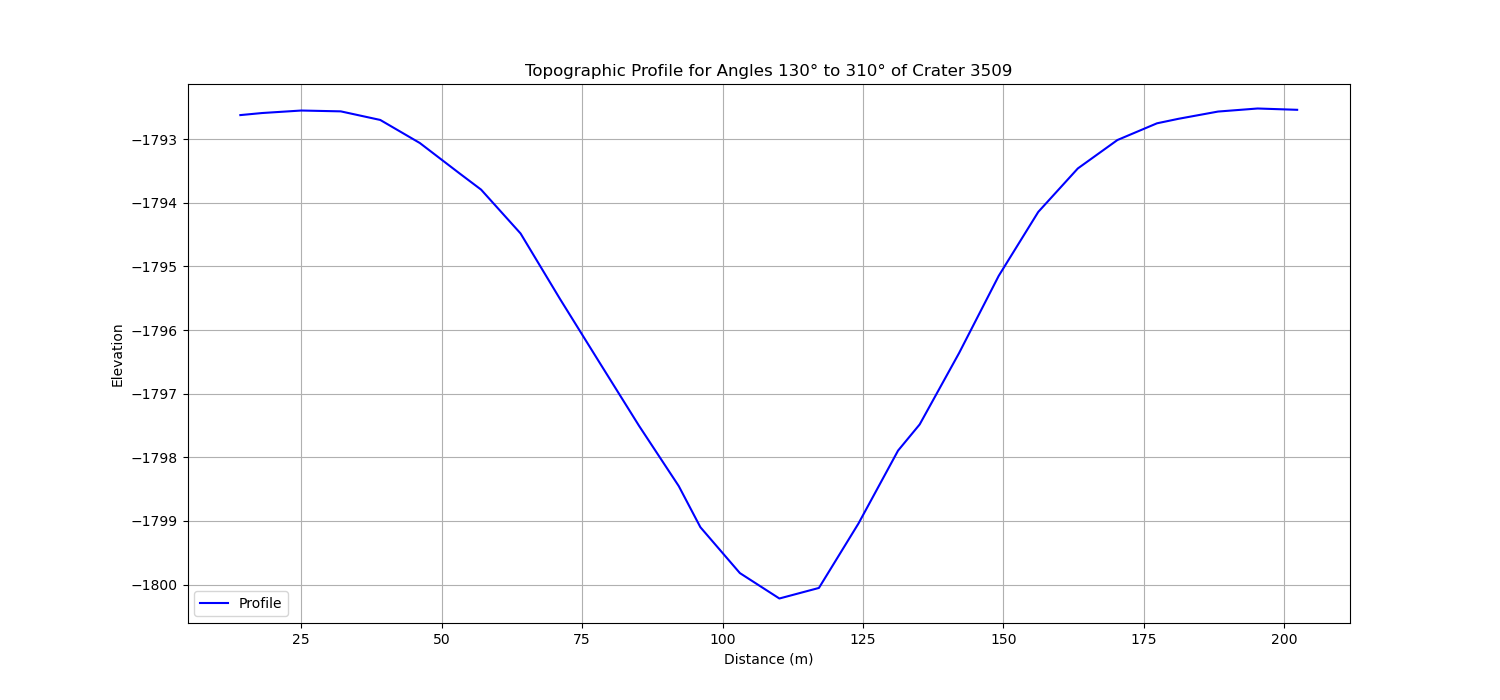 Topographic Profile for Angles 130° to 310° of Crater 3509
Elevation
−1793
−1794
−1795
−1796
−1797
−1798
−1799
−1800
Profile
25 50 75 100 125 150 175 200
Distance (m)